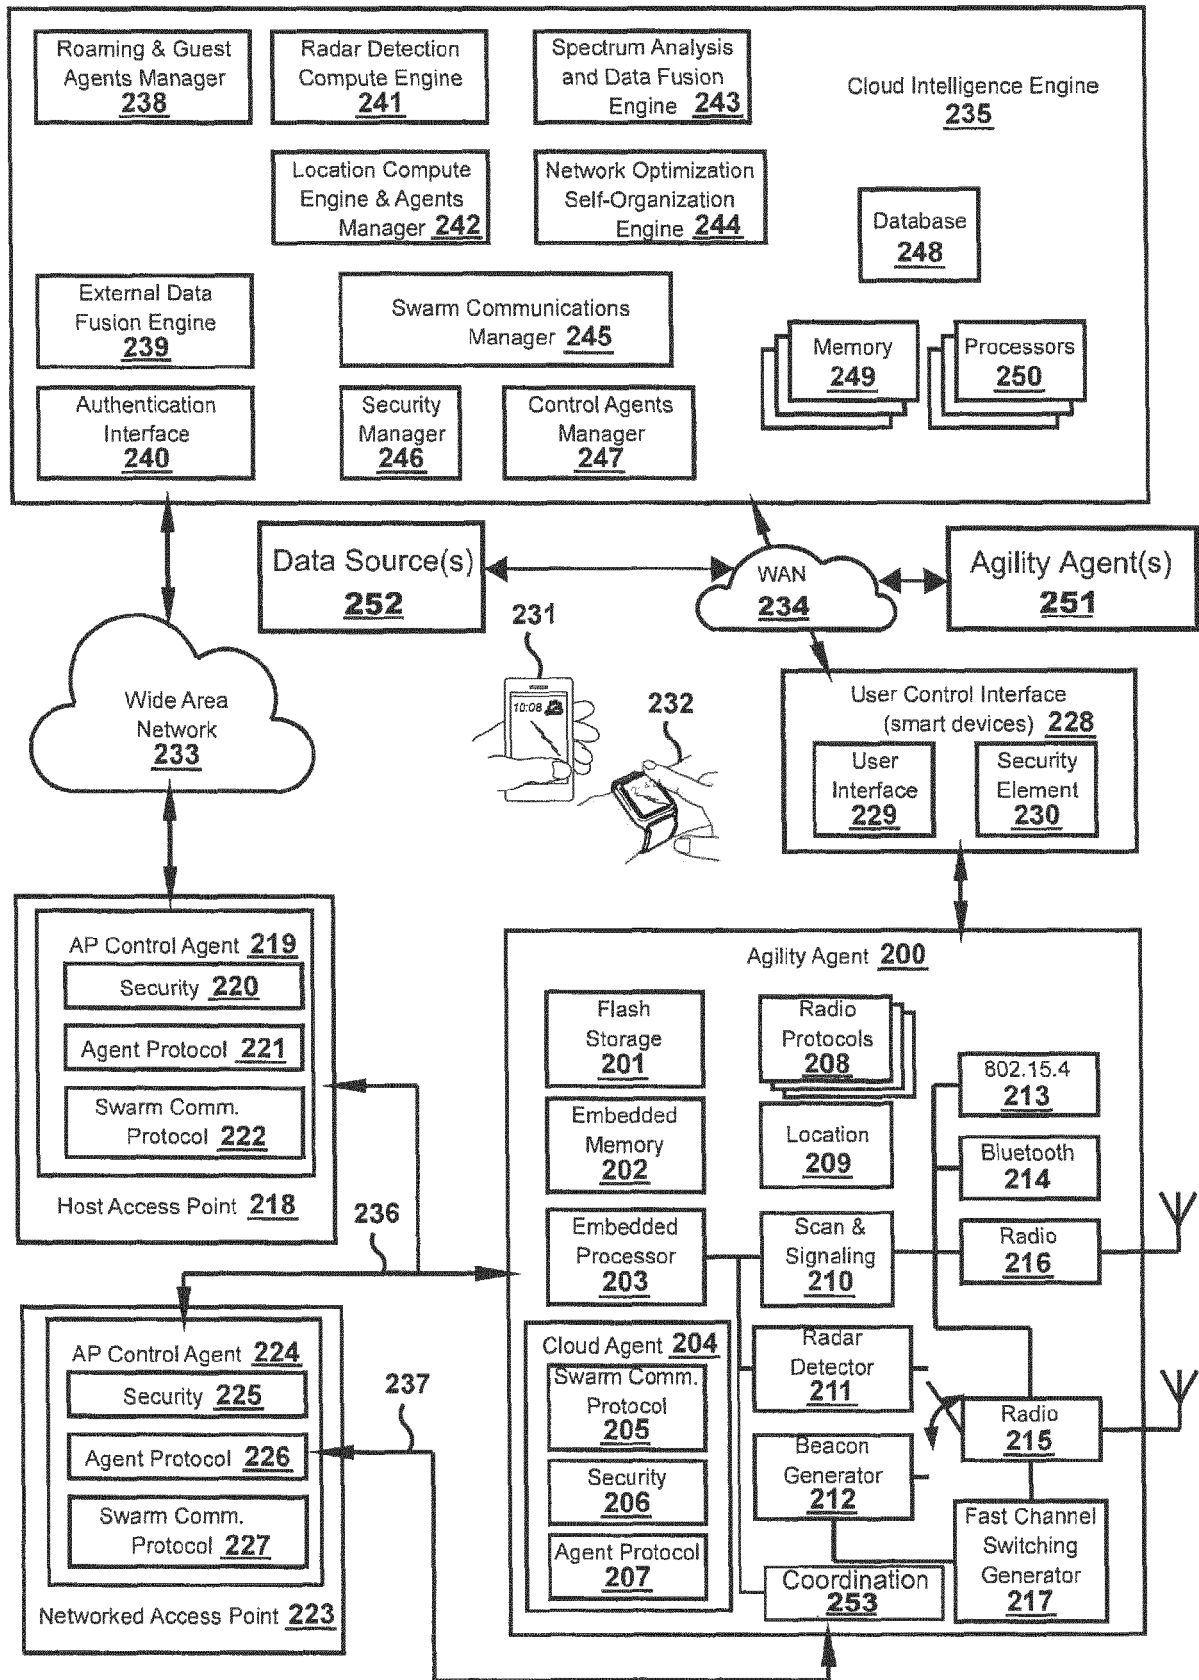 Roaming & Guest
Agents Manager
238
Radar Detection
Compute Engine
241
Spectrum Analysis
and Data Fusion
Engine 243
Cloud Intelligence Engine
235
Location Compute
Engine & Agents
Manager 242
Network Optimization
Self-Organization
Engine 244
Database
248
External Data
Fusion Engine
239
Swarm Communications
Manager 245
Memory
249
Processors
250
Authentication
Interface
240
Security
Manager
246
Control Agents
Manager
247
Data Source(s)
252
WAN
234
Agility Agent(s)
251
231
10:08
232
Wide Area
Network
233
User Control Interface
(smart devices) 228
User
Interface
229
Security
Element
230
AP Control Agent 219
Security 220
Agent Protocol 221
Swarm Comm.
Protocol 222
Host Access Point 218
236
AP Control Agent 224
Security 225
Agent Protocol 226
Swarm Comm.
Protocol 227
Networked Access Point 223
237
Agility Agent 200
Flash
Storage
201
Radio
Protocols
208
802.15.4
213
Embedded
Memory
202
Location
209
Bluetooth
214
Embedded
Processor
203
Scan &
Signaling
210
Radio
216
Cloud Agent 204
Swarm Comm.
Protocol
205
Security
206
Agent Protocol
207
Radar
Detector
211
Radio
215
Beacon
Generator
212
Fast Channel
Switching
Generator
217
Coordination
253